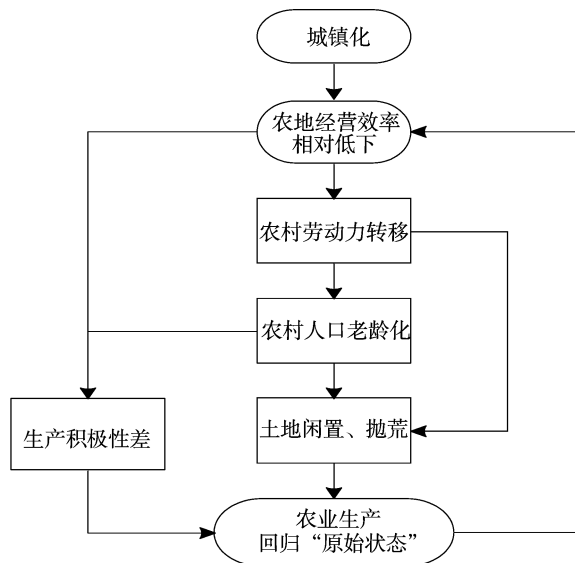 城镇化
农地经营效率
相对低下
农村劳动力转移
农村人口老龄化
生产积极性差
土地闲置、抛荒
农业生产
回归“原始状态”